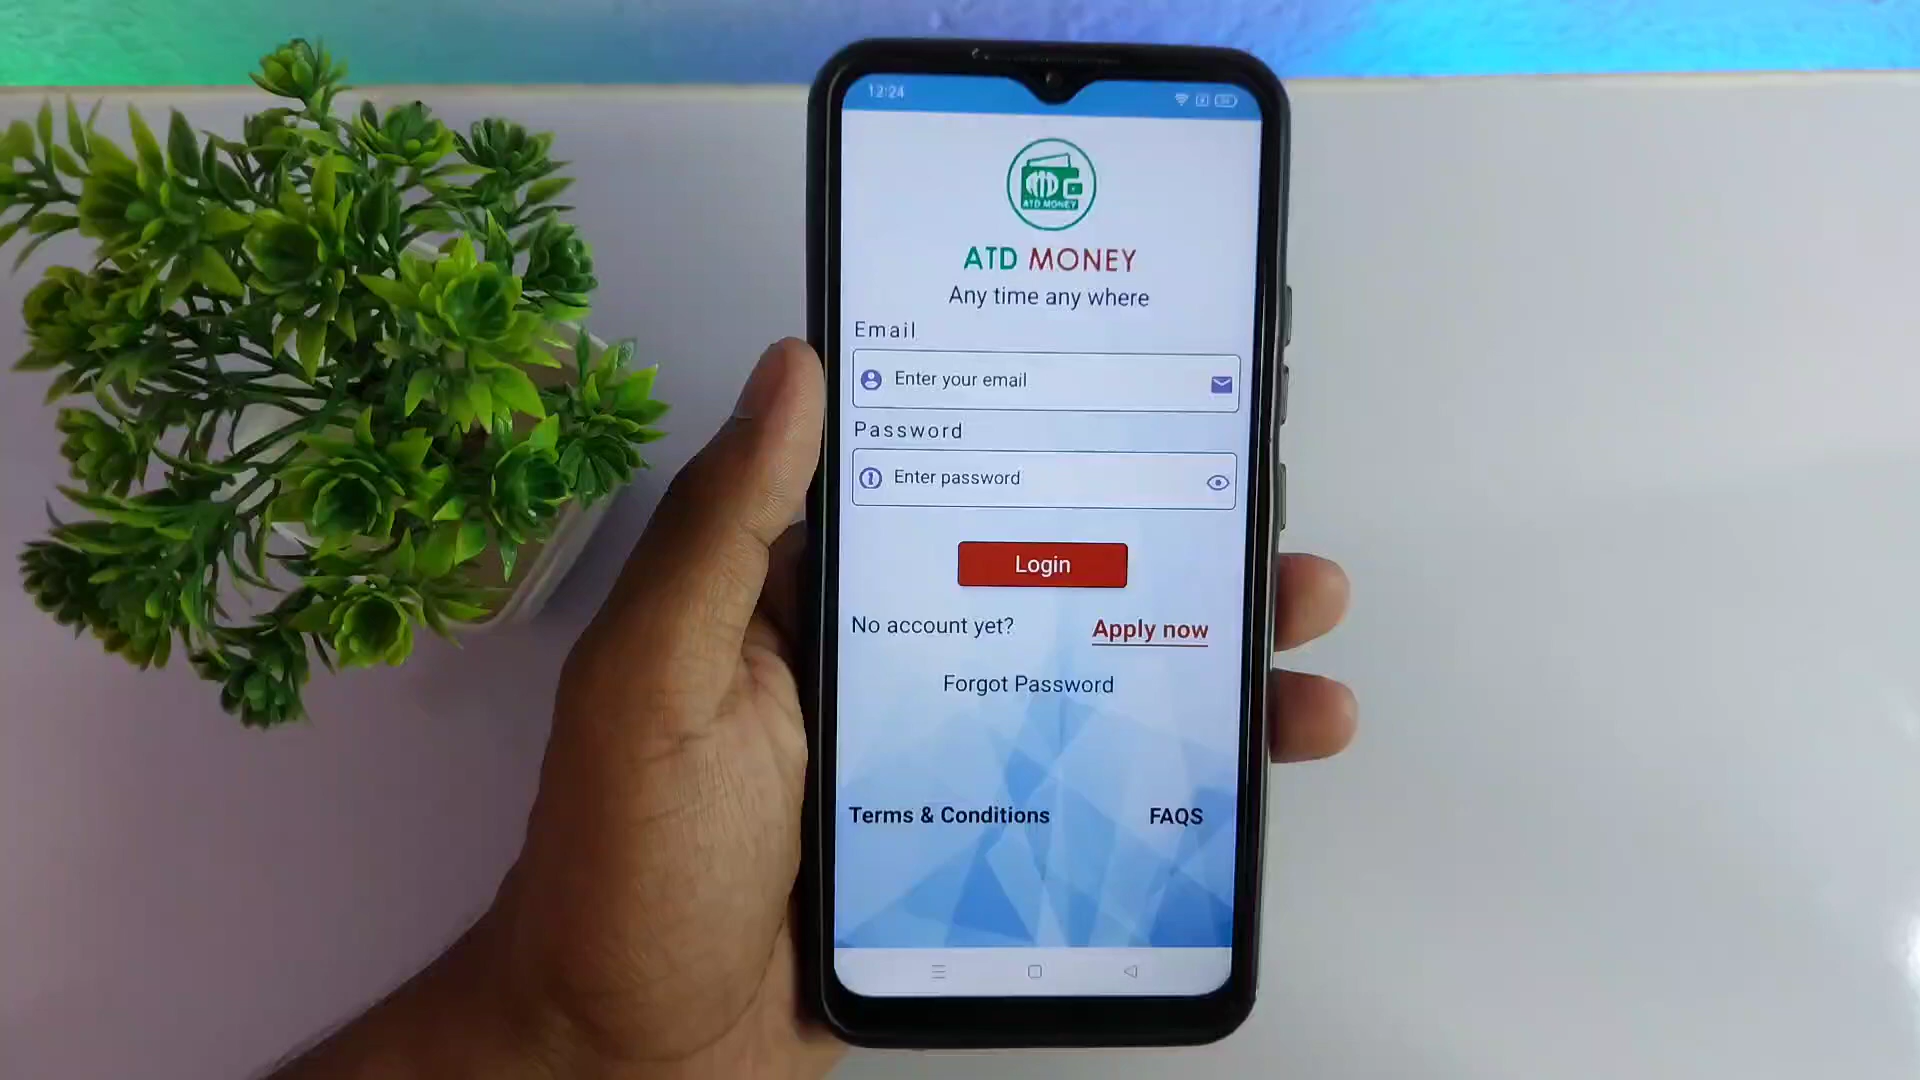 12:24
ATD MONEY
ATD MONEY
Any time any where
Email
Enter your email
Password
Enter password
Login
No account yet?
Apply now
Forgot Password
Terms & Conditions
FAQS